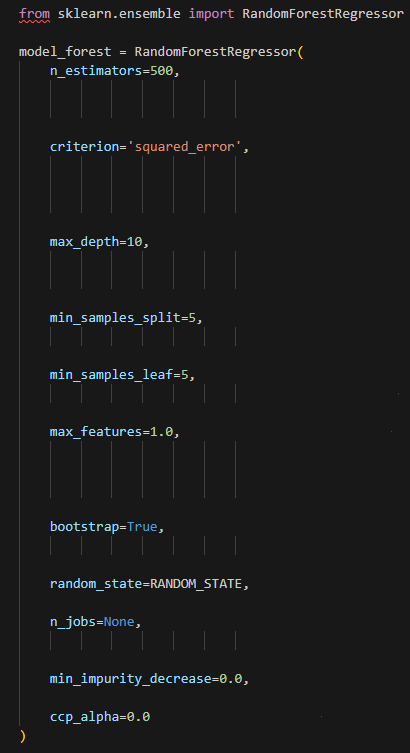 from sklearn.ensemble import RandomForestRegressor
model_forest = RandomForestRegressor(
n_estimators=500,
criterion='squared_error',
max_depth=10,
min_samples_split=5,
min_samples_leaf=5,
max_features=1.0,
bootstrap=True,
random_state=RANDOM_STATE,
n_jobs=None,
min_impurity_decrease=0.0,
ccp_alpha=0.0
)